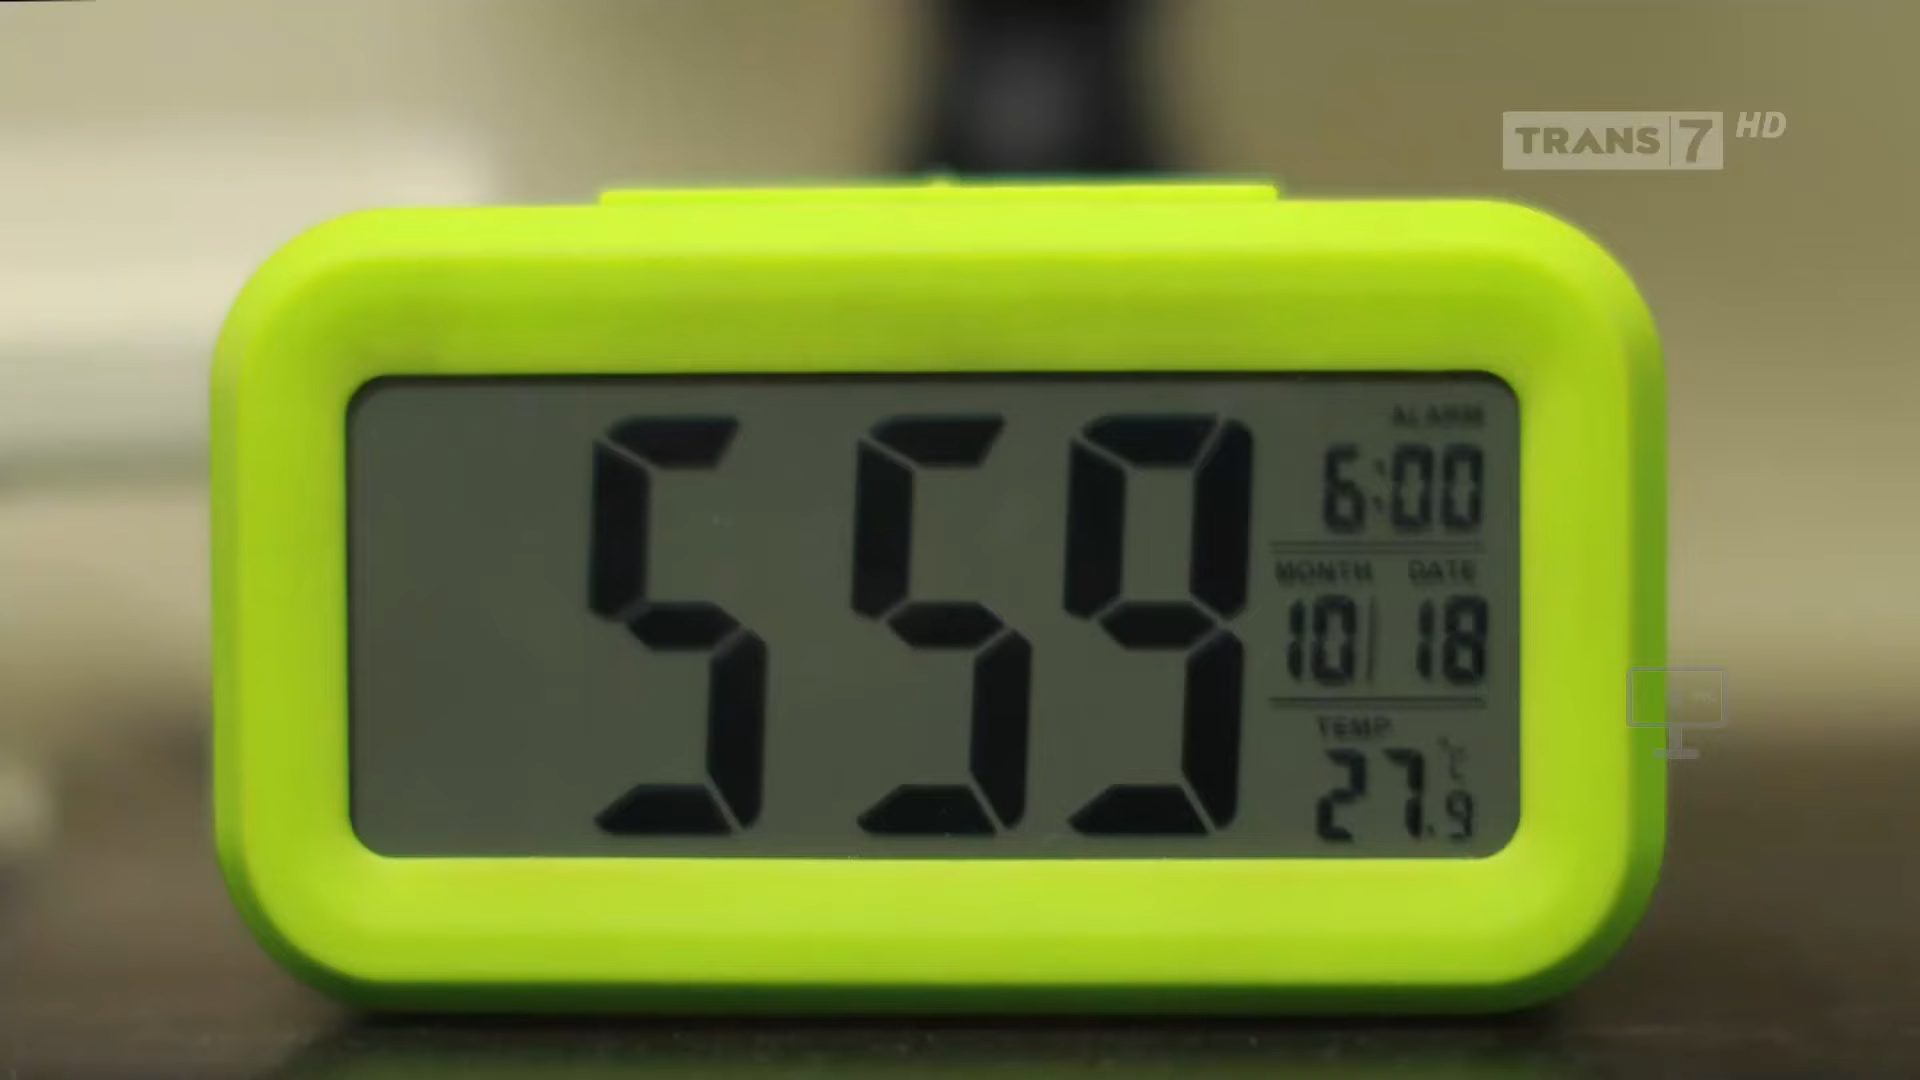 TRANS 7 HD
5 59
ALARM
6:00
MONTH DATE
10 18
TEMP
27.9 °C